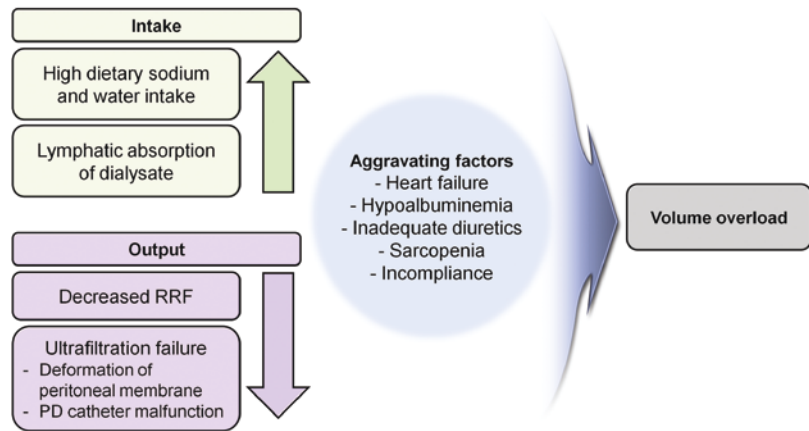 Intake
High dietary sodium
and water intake
Lymphatic absorption
of dialysate
Output
Decreased RRF
Ultrafiltration failure
- Deformation of
peritoneal membrane
- PD catheter malfunction
Aggravating factors
- Heart failure
- Hypoalbuminemia
- Inadequate diuretics
- Sarcopenia
- Incompliance
Volume overload